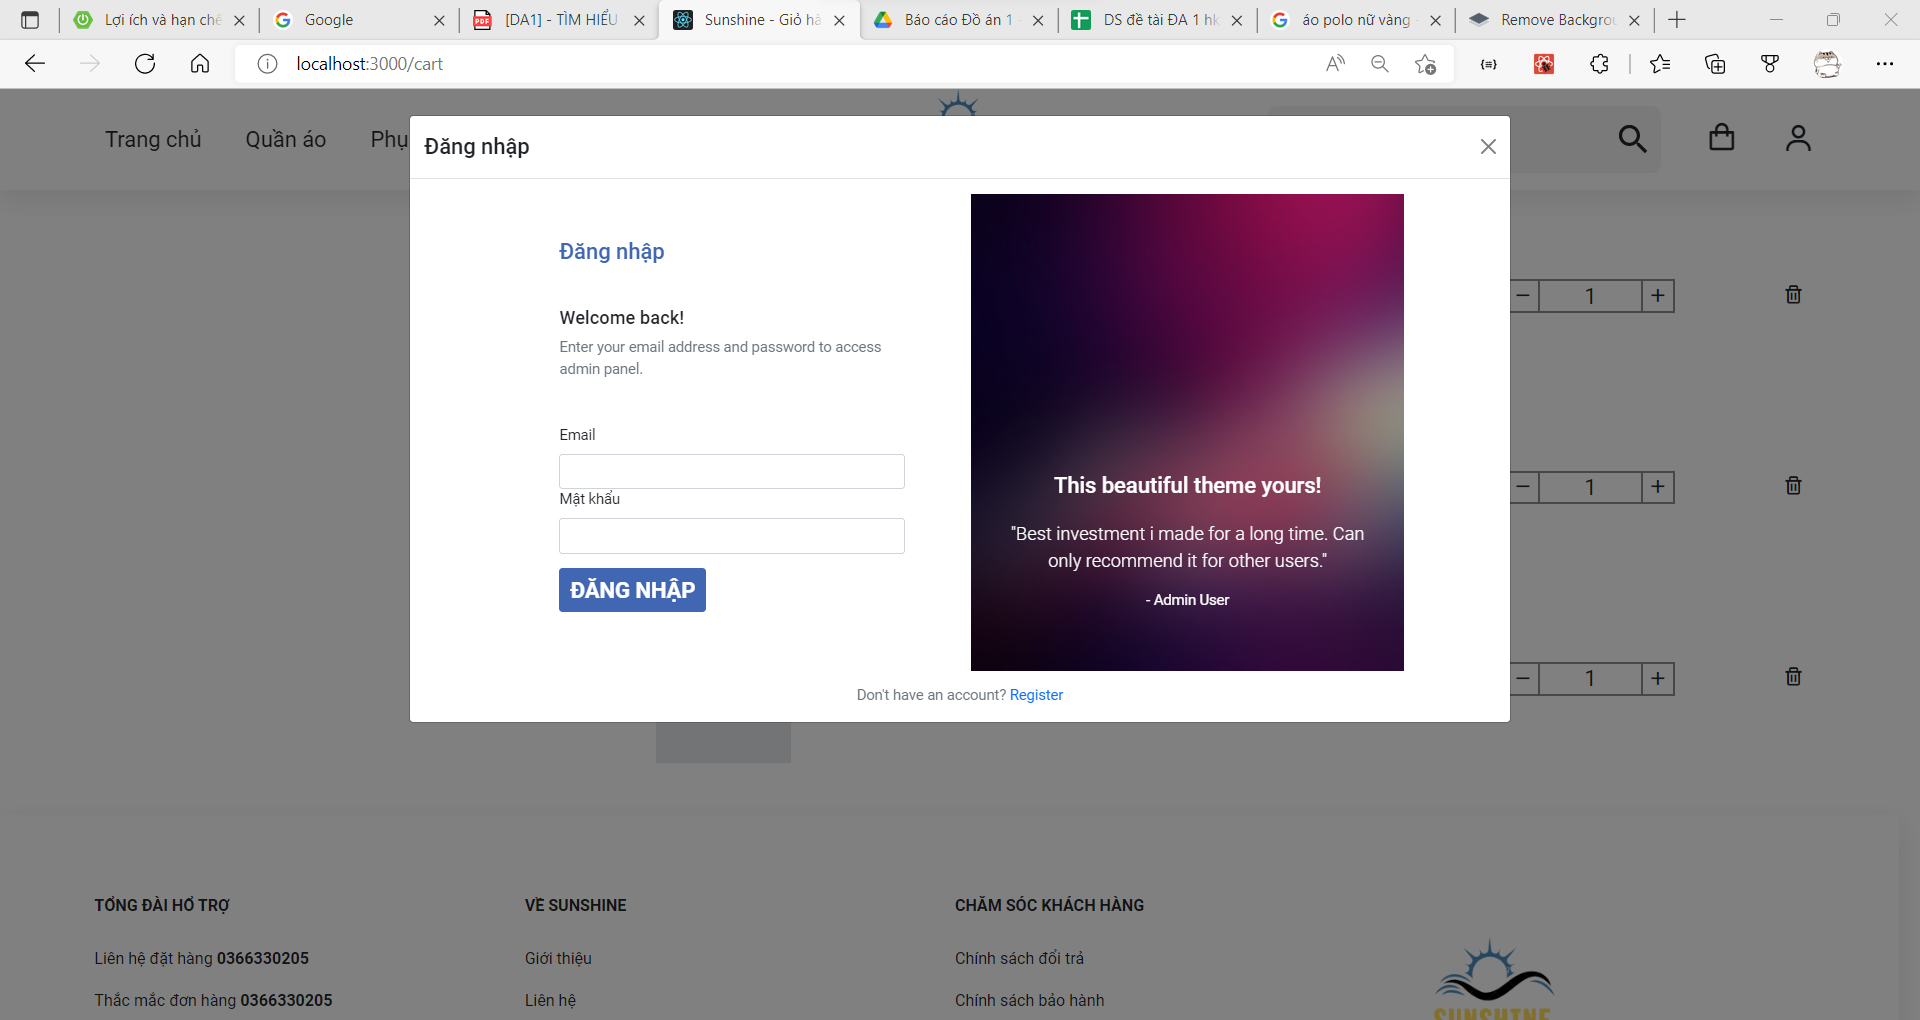 Lợi ích và hạn chế
Google
[DA1] - TÌM HIỂU
Sunshine - Giỏ hà
Báo cáo Đồ án 1 -
DS đề tài ĐA 1 hk
áo polo nữ vàng -
Remove Backgrou
localhost:3000/cart
Trang chủ
Quần áo
Phụ
Đăng nhập
Đăng nhập
Welcome back!
Enter your email address and password to access
admin panel.
Email
Mật khẩu
ĐĂNG NHẬP
This beautiful theme yours!
"Best investment i made for a long time. Can
only recommend it for other users."
- Admin User
Don't have an account? Register
− 1 +
− 1 +
− 1 +
TỔNG ĐÀI HỖ TRỢ
Liên hệ đặt hàng 0366330205
Thắc mắc đơn hàng 0366330205
VỀ SUNSHINE
Giới thiệu
Liên hệ
CHĂM SÓC KHÁCH HÀNG
Chính sách đổi trả
Chính sách bảo hành
SUNSHINE